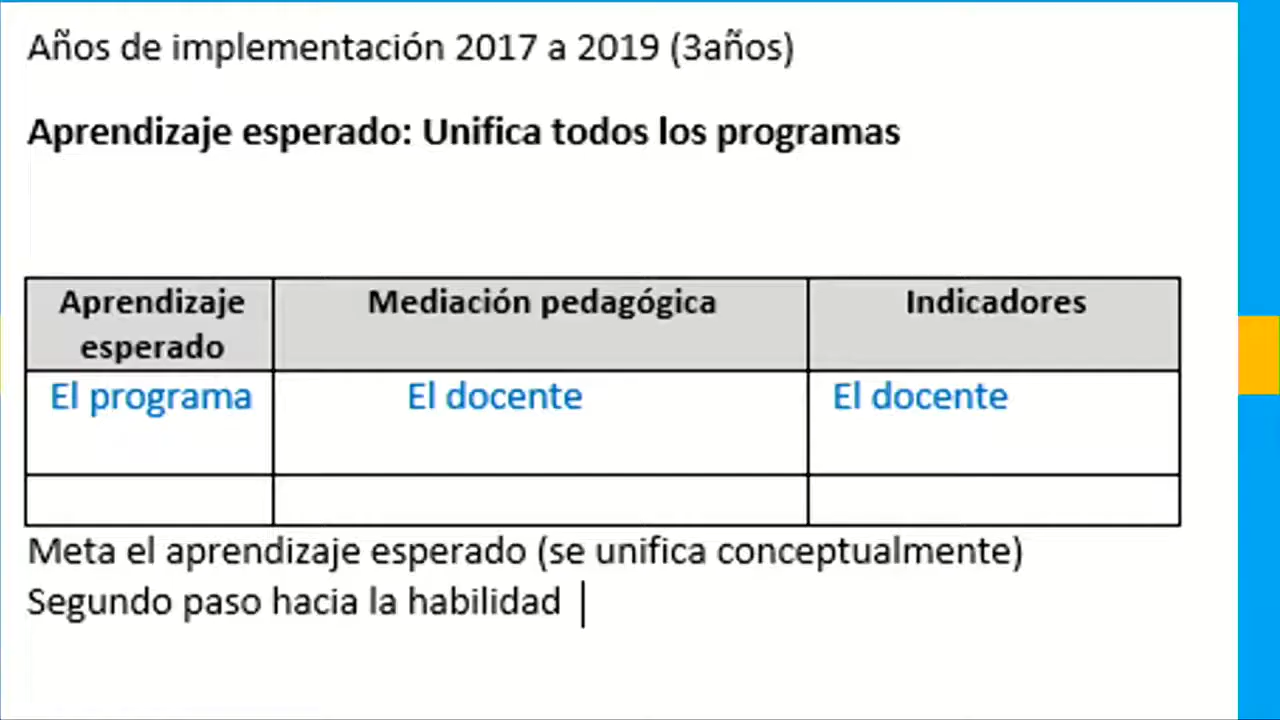 Años de implementación 2017 a 2019 (3años)
Aprendizaje esperado: Unifica todos los programas
Aprendizaje esperado
Mediación pedagógica
Indicadores
El programa
El docente
El docente
Meta el aprendizaje esperado (se unifica conceptualmente)
Segundo paso hacia la habilidad